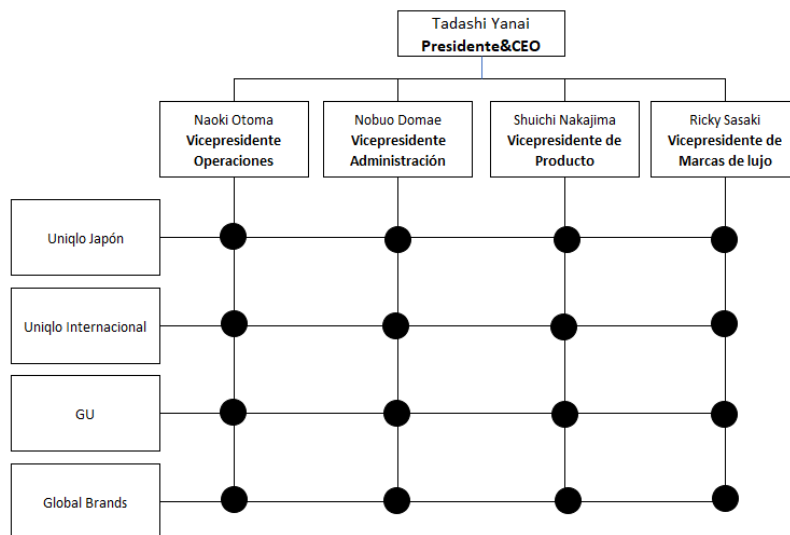 Tadashi Yanai
Presidente&CEO
Naoki Otoma
Vicepresidente
Operaciones
Nobuo Domae
Vicepresidente
Administración
Shuichi Nakajima
Vicepresidente de
Producto
Ricky Sasaki
Vicepresidente de
Marcas de lujo
Uniqlo Japón
Uniqlo Internacional
GU
Global Brands